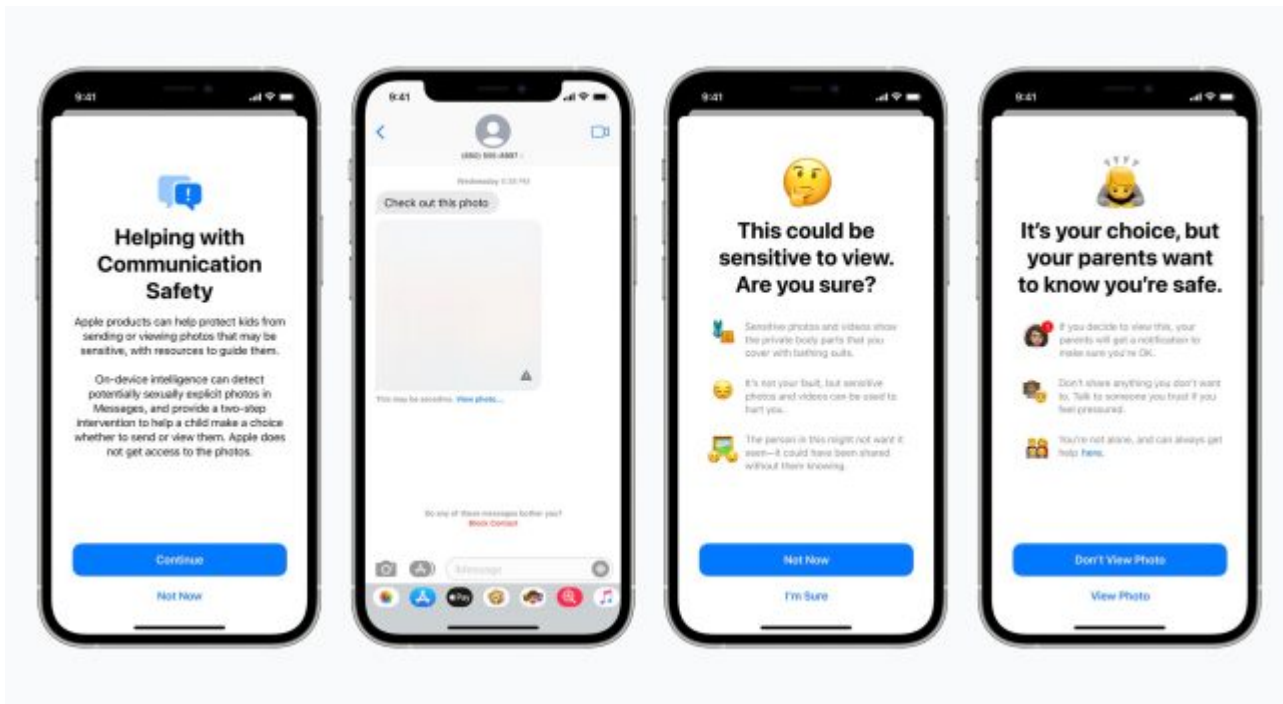 9:41
Helping with
Communication
Safety
Apple products can help protect kids from
sending or viewing photos that may be
sensitive, with resources to guide them.
On-device intelligence can detect
potentially sexually explicit photos in
Messages, and provide a two-step
intervention to help a child make a choice
whether to send or view them. Apple does
not get access to the photos.
Continue
Not Now
9:41
Wednesday
Check out this photo
This may be sensitive. View photo...
Do any of these messages bother you?
Block Contact
iMessage
Pay
9:41
This could be
sensitive to view.
Are you sure?
Sensitive photos and videos show
the private body parts that you
cover with bathing suits.
It's not your fault, but sensitive
photos and videos can be used to
hurt you.
The person in this might not want it
seen—it could have been shared
without them knowing.
Not Now
I'm Sure
9:41
It's your choice, but
your parents want
to know you're safe.
If you decide to view this, your
parents will get a notification to
make sure you're OK.
Don't share anything you don't want
to. Talk to someone you trust if you
feel pressured.
You're not alone, and can always get
help here.
Don't View Photo
View Photo